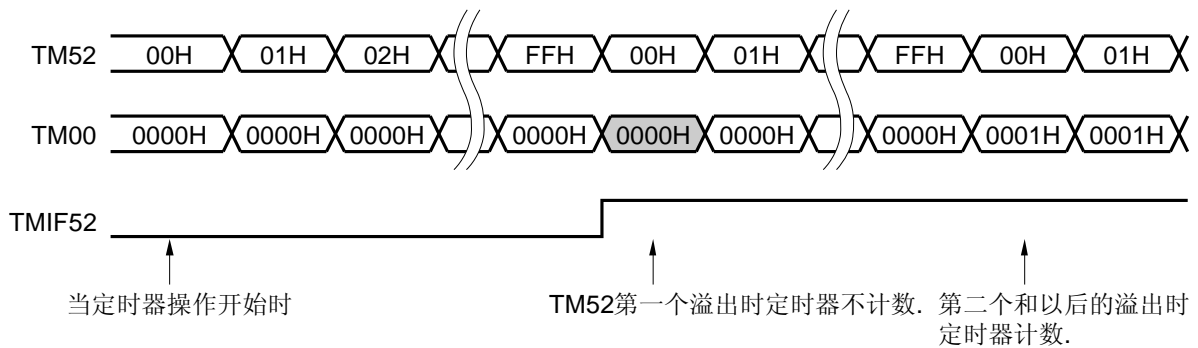 TM52 00H 01H 02H FFH 00H 01H FFH 00H 01H
TM00 0000H 0000H 0000H 0000H 0000H 0000H 0000H 0001H 0001H
TMIF52
当定时器操作开始时
TM52第一个溢出时定时器不计数.
第二个和以后的溢出时
定时器计数.